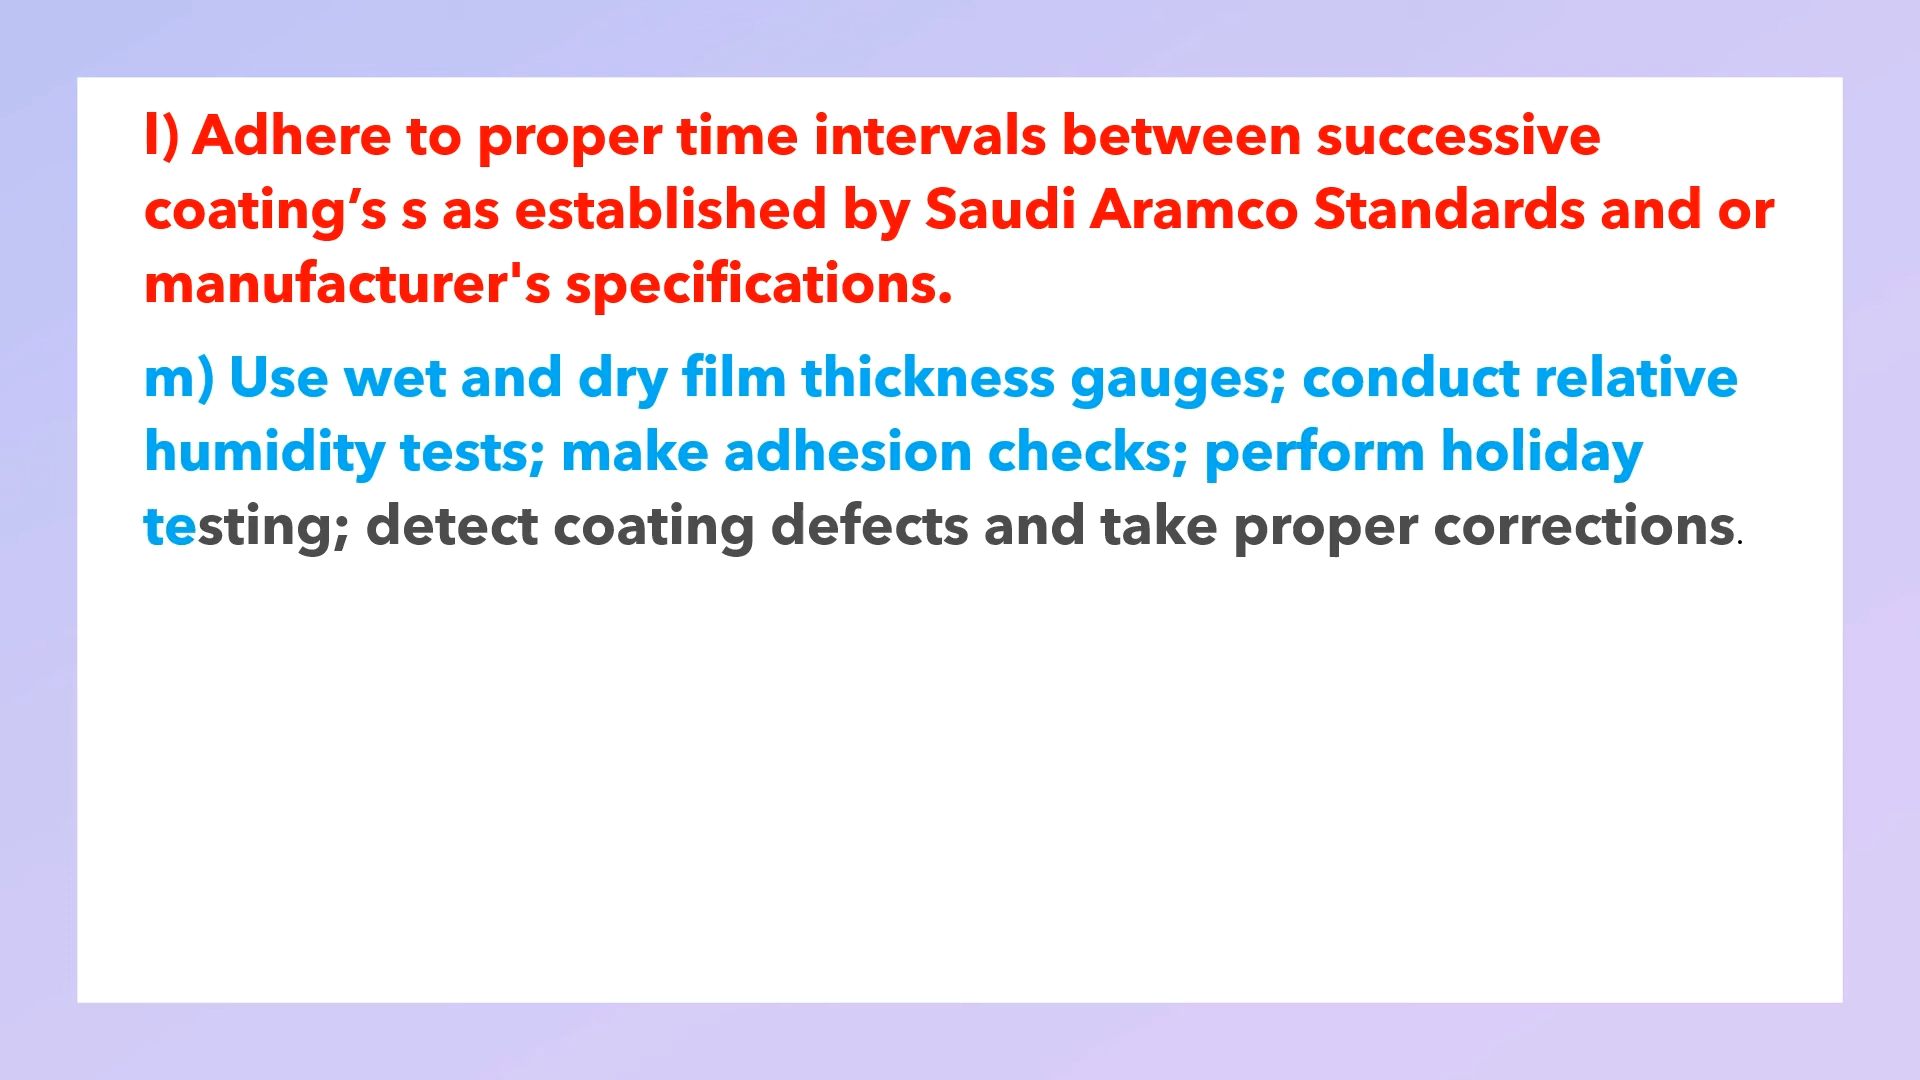 l) Adhere to proper time intervals between successive
coating’s s as established by Saudi Aramco Standards and or
manufacturer's specifications.
m) Use wet and dry film thickness gauges; conduct relative
humidity tests; make adhesion checks; perform holiday
testing; detect coating defects and take proper corrections.